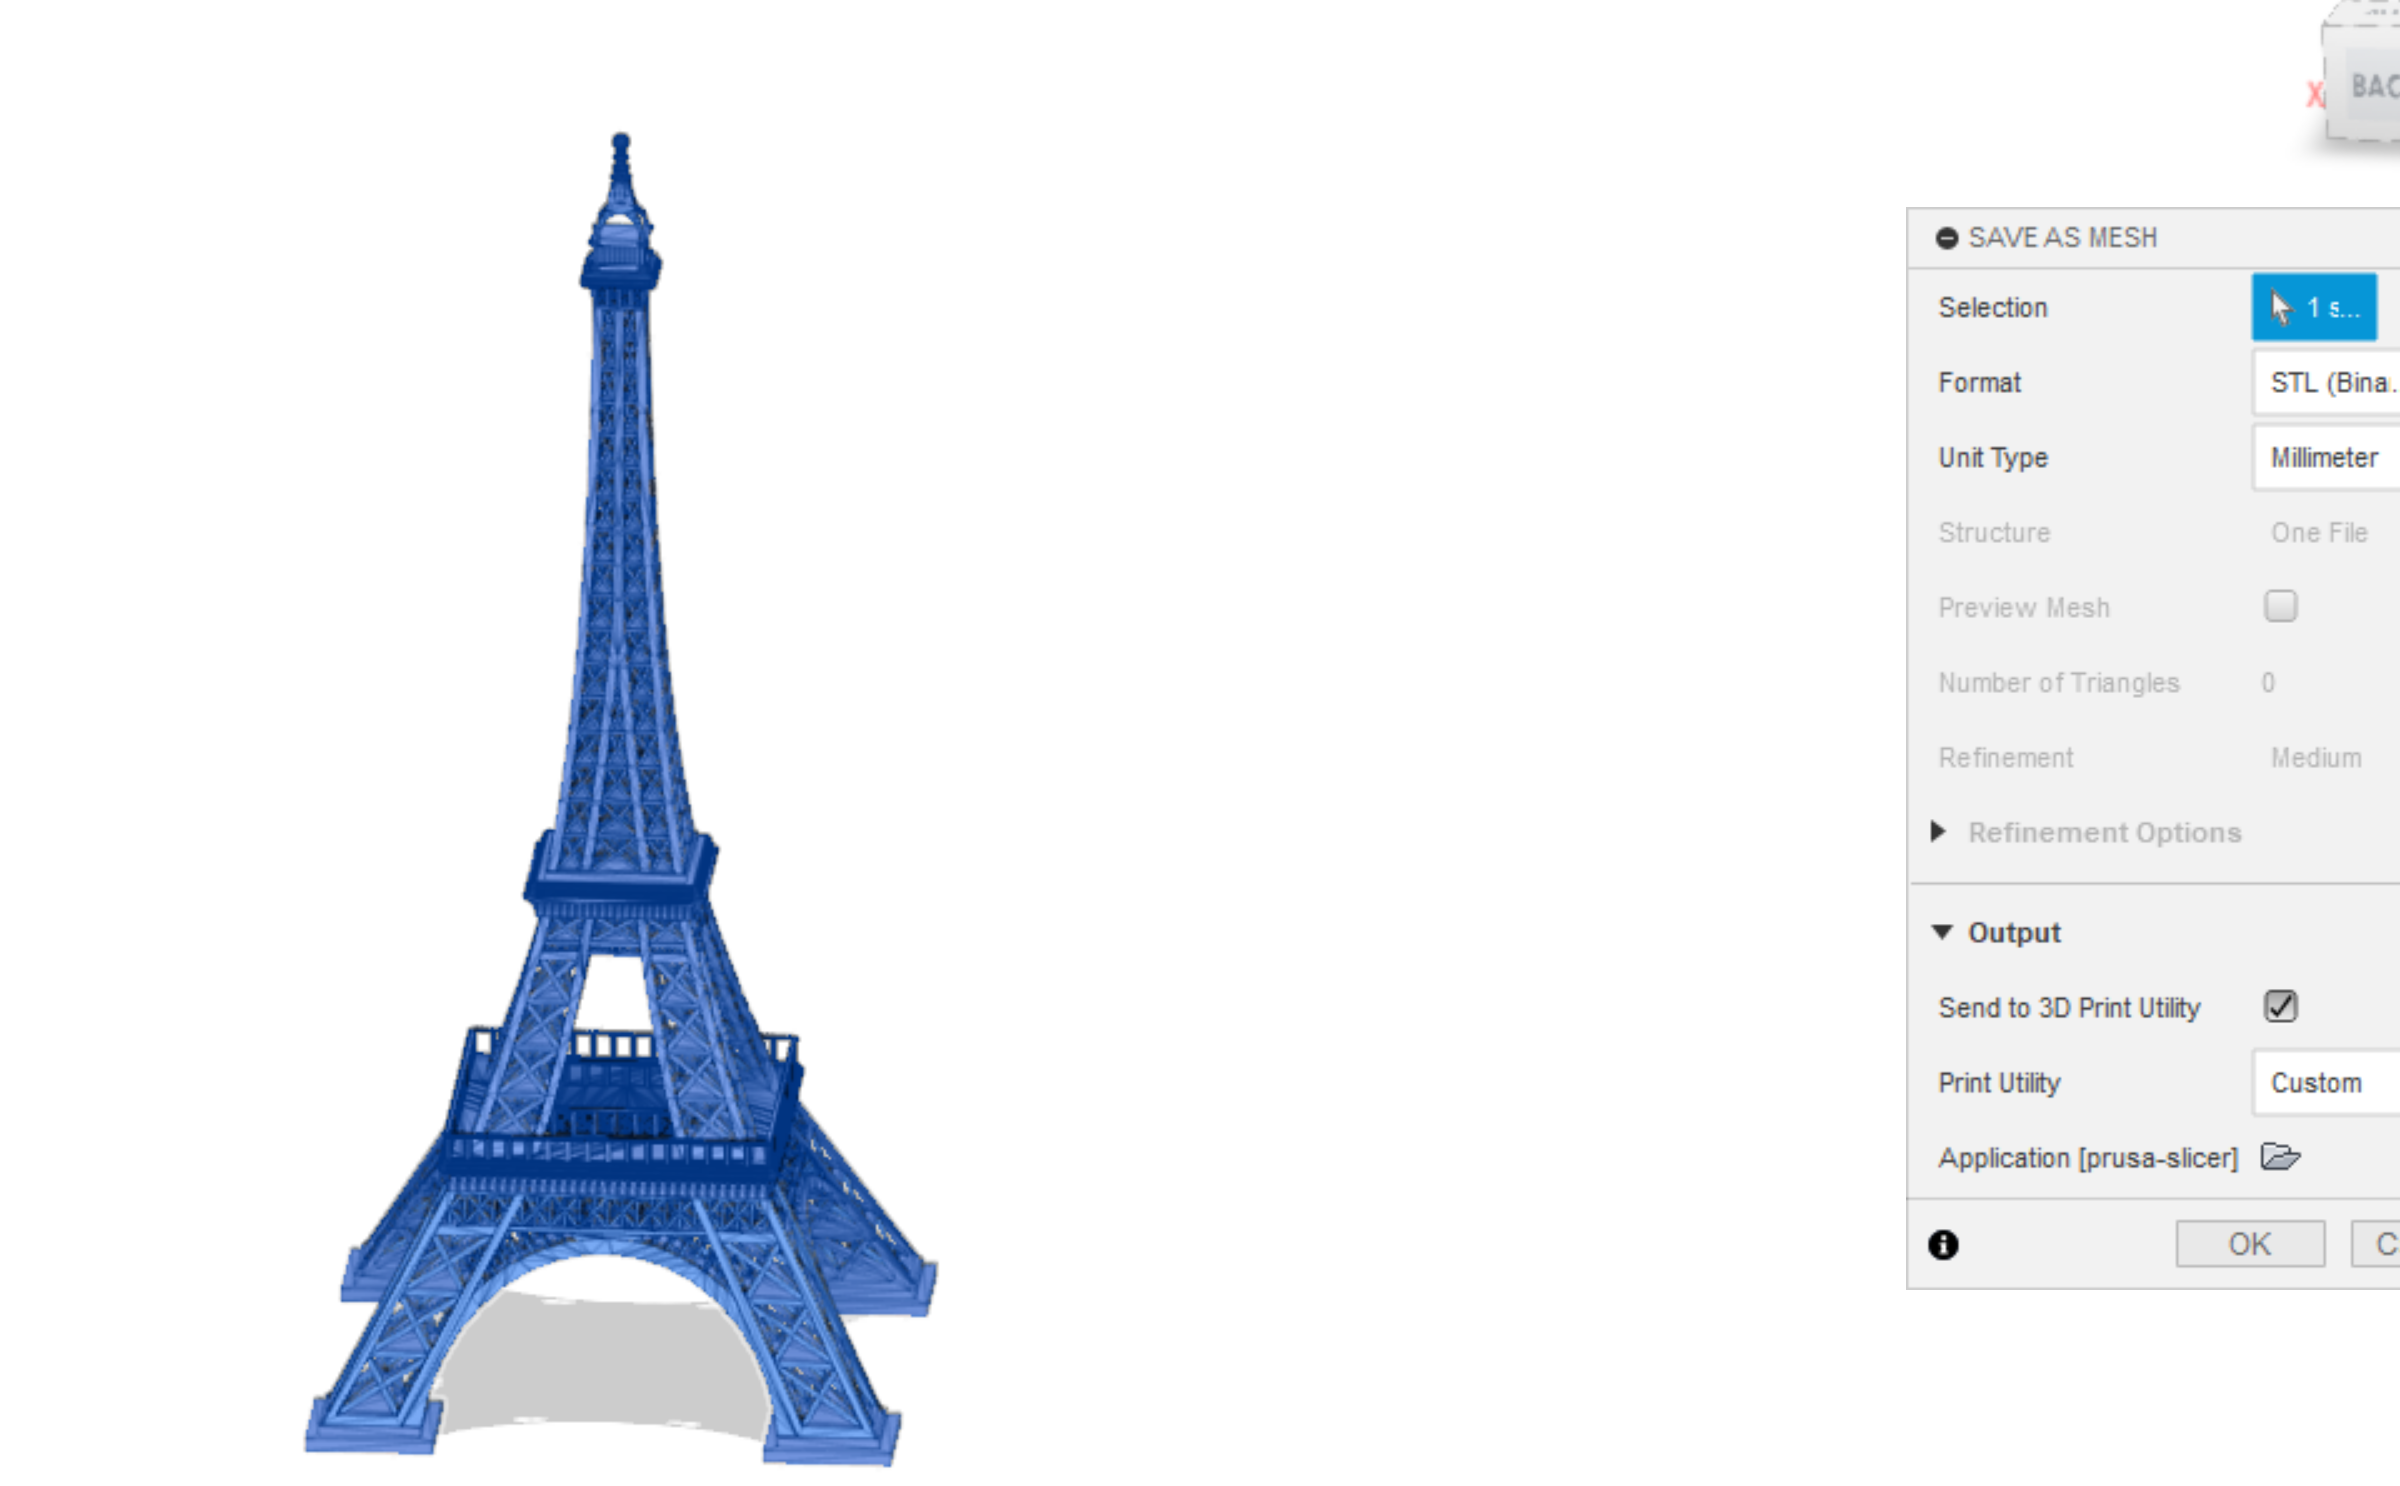 BAC
X
SAVE AS MESH
Selection 1 s...
Format STL (Bina..
Unit Type Millimeter
Structure One File
Preview Mesh
Number of Triangles 0
Refinement Medium
Refinement Options
Output
Send to 3D Print Utility
Print Utility Custom
Application [prusa-slicer]
OK C